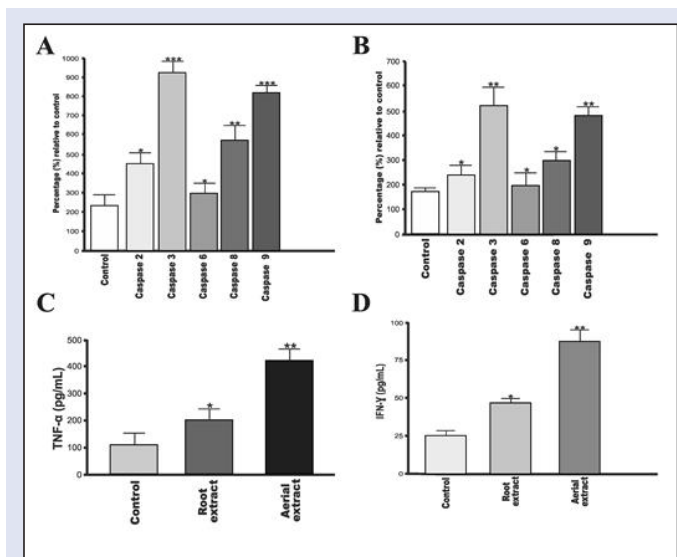 A
Percentage (%) relative to control
1000
900
800
700
600
500
400
300
200
100
0
*
***
*
**
***
Control
Caspase 2
Caspase 3
Caspase 6
Caspase 8
Caspase 9
B
Percentage (%) relative to control
700
600
500
400
300
200
100
0
*
**
*
*
**
Control
Caspase 2
Caspase 3
Caspase 6
Caspase 8
Caspase 9
C
TNF-α (pg/mL)
500
400
300
200
100
0
*
**
Control
Root
extract
Aerial
extract
D
IFN-γ (pg/mL)
100
75
50
25
0
*
**
Control
Root
extract
Aerial
extract